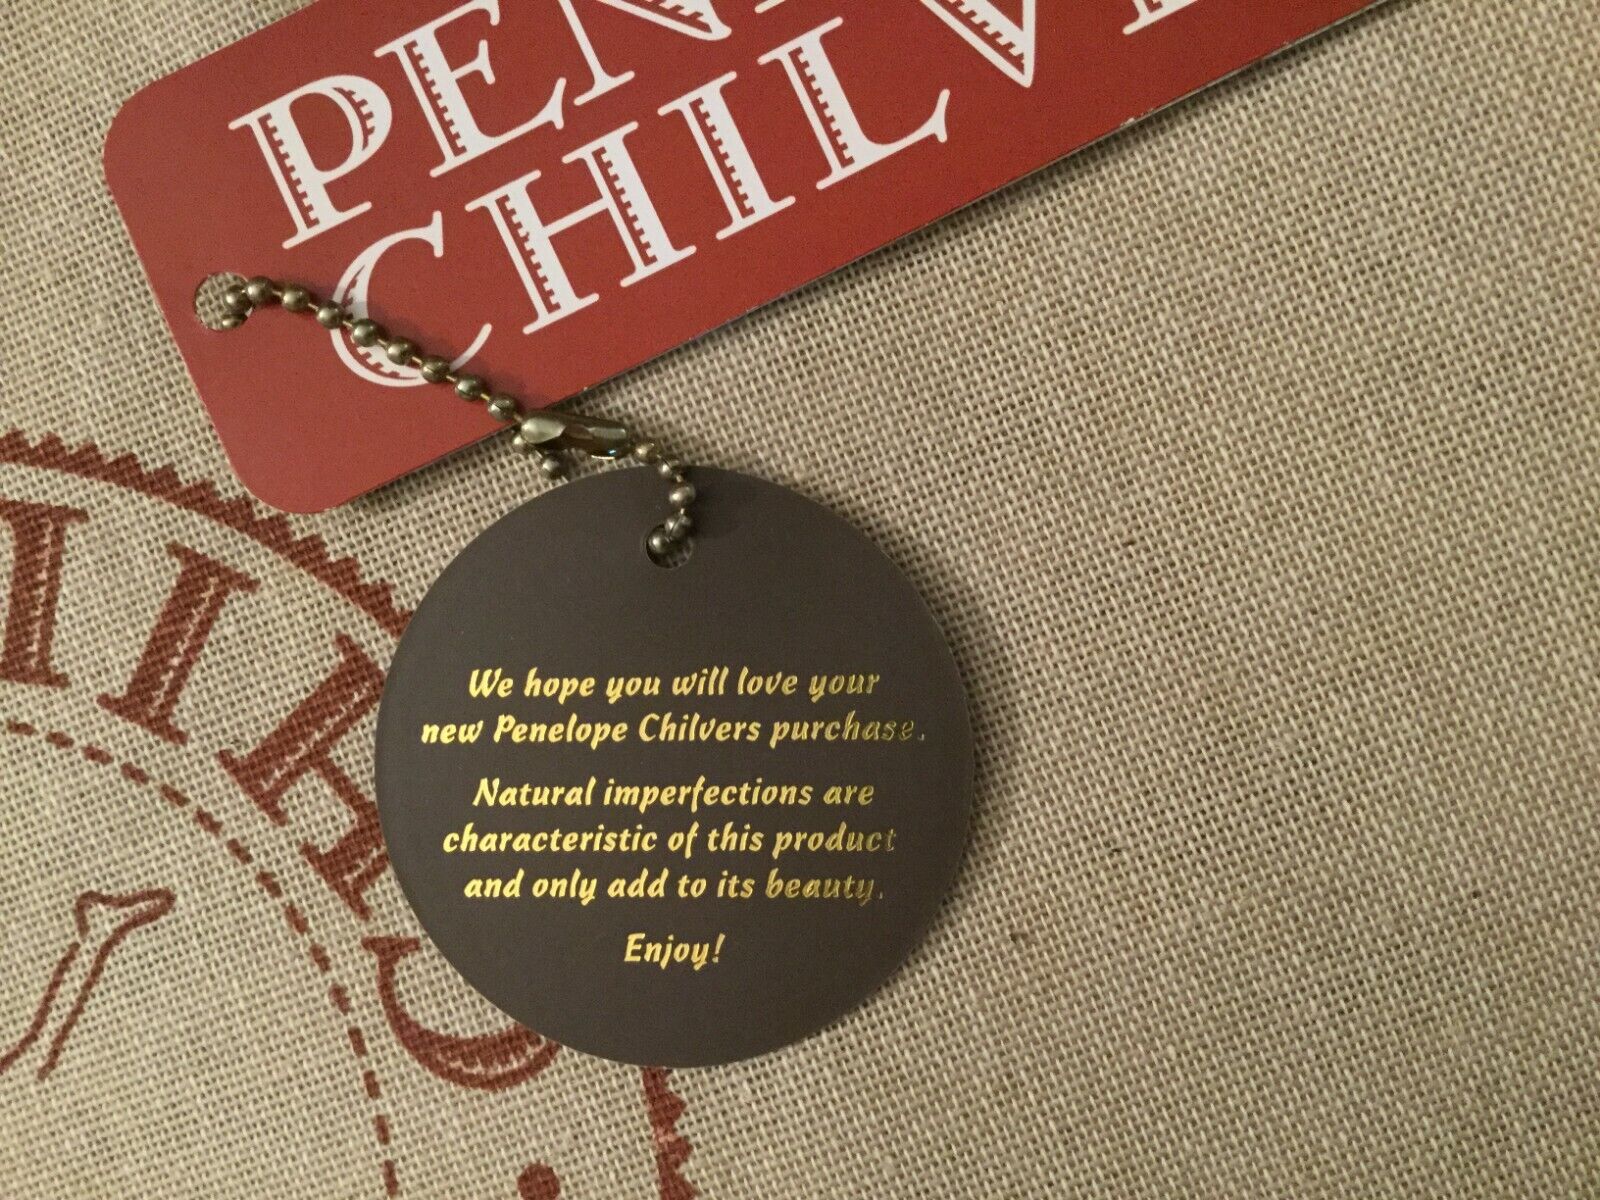 CHILV
We hope you will love your
new Penelope Chilvers purchase.
Natural imperfections are
characteristic of this product
and only add to its beauty.
Enjoy!